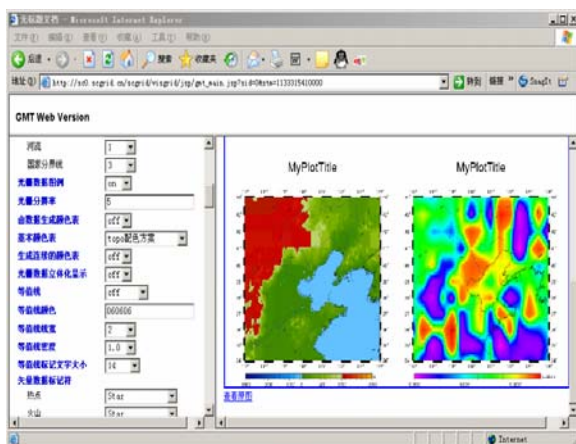 无标题文档 - Microsoft Internet Explorer
文件(F) 编辑(E) 查看(V) 收藏(A) 工具(T) 帮助(H)
后退 搜索 收藏夹
地址(D) 转到 链接 » SnagIt
GMT Web Version
河流 1
国家分界线 3
光栅数据图例 on
光栅分辨率 5
由数据生成颜色表 off
基本颜色表 topo配色方案
生成连续的颜色表 off
光栅数据立体化显示 off
等值线 off
等值线颜色 060606
等值线线宽 2
等值线密度 1.0
等值线标记文字大小 14
矢量数据标记符
热点 Star
火山 Star
MyPlotTitle
MyPlotTitle
查看原图
Internet